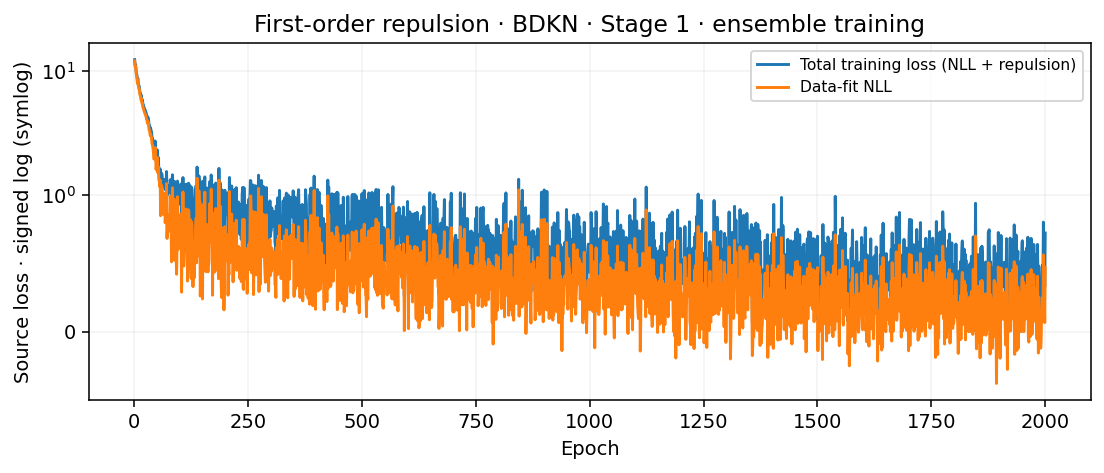 First-order repulsion · BDKN · Stage 1 · ensemble training
Source loss · signed log (symlog)
10¹
10⁰
0
Total training loss (NLL + repulsion)
Data-fit NLL
0 250 500 750 1000 1250 1500 1750 2000
Epoch